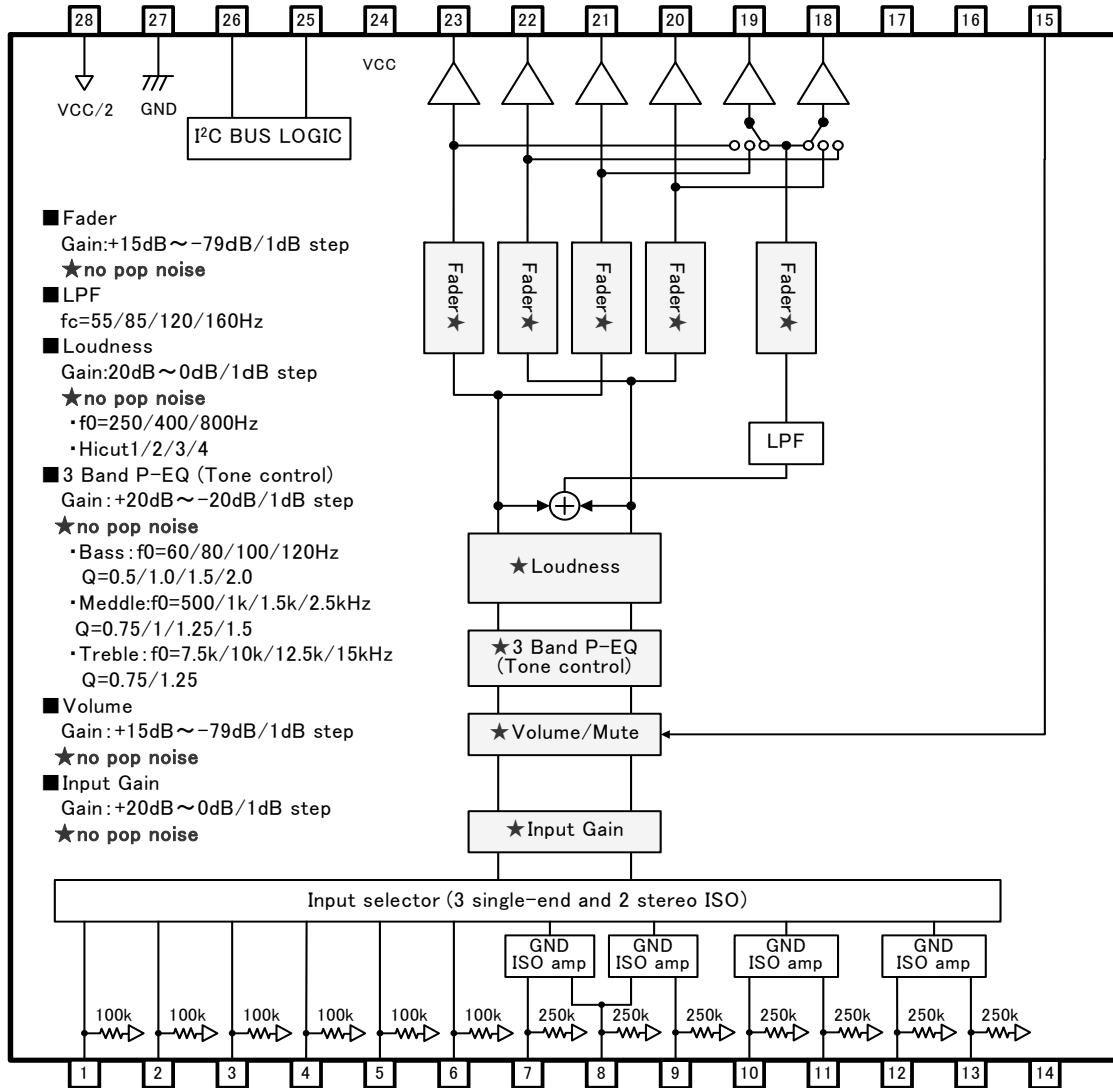 28 27 26 25 24 23 22 21 20 19 18 17 16 15
VCC/2
GND
I²C BUS LOGIC
VCC
■Fader
Gain:+15dB～-79dB/1dB step
★no pop noise
■LPF
fc=55/85/120/160Hz
■Loudness
Gain:20dB～0dB/1dB step
★no pop noise
・f0=250/400/800Hz
・Hicut1/2/3/4
■3 Band P-EQ (Tone control)
Gain:+20dB～-20dB/1dB step
★no pop noise
・Bass:f0=60/80/100/120Hz
Q=0.5/1.0/1.5/2.0
・Meddle:f0=500/1k/1.5k/2.5kHz
Q=0.75/1/1.25/1.5
・Treble:f0=7.5k/10k/12.5k/15kHz
Q=0.75/1.25
■Volume
Gain:+15dB～-79dB/1dB step
★no pop noise
■Input Gain
Gain:+20dB～0dB/1dB step
★no pop noise
Fader★
Fader★
Fader★
Fader★
Fader★
LPF
★Loudness
★3 Band P-EQ
(Tone control)
★Volume/Mute
★Input Gain
Input selector (3 single-end and 2 stereo ISO)
GND
ISO amp
GND
ISO amp
GND
ISO amp
GND
ISO amp
100k 100k 100k 100k 100k 100k 250k 250k 250k 250k 250k 250k 250k
1 2 3 4 5 6 7 8 9 10 11 12 13 14